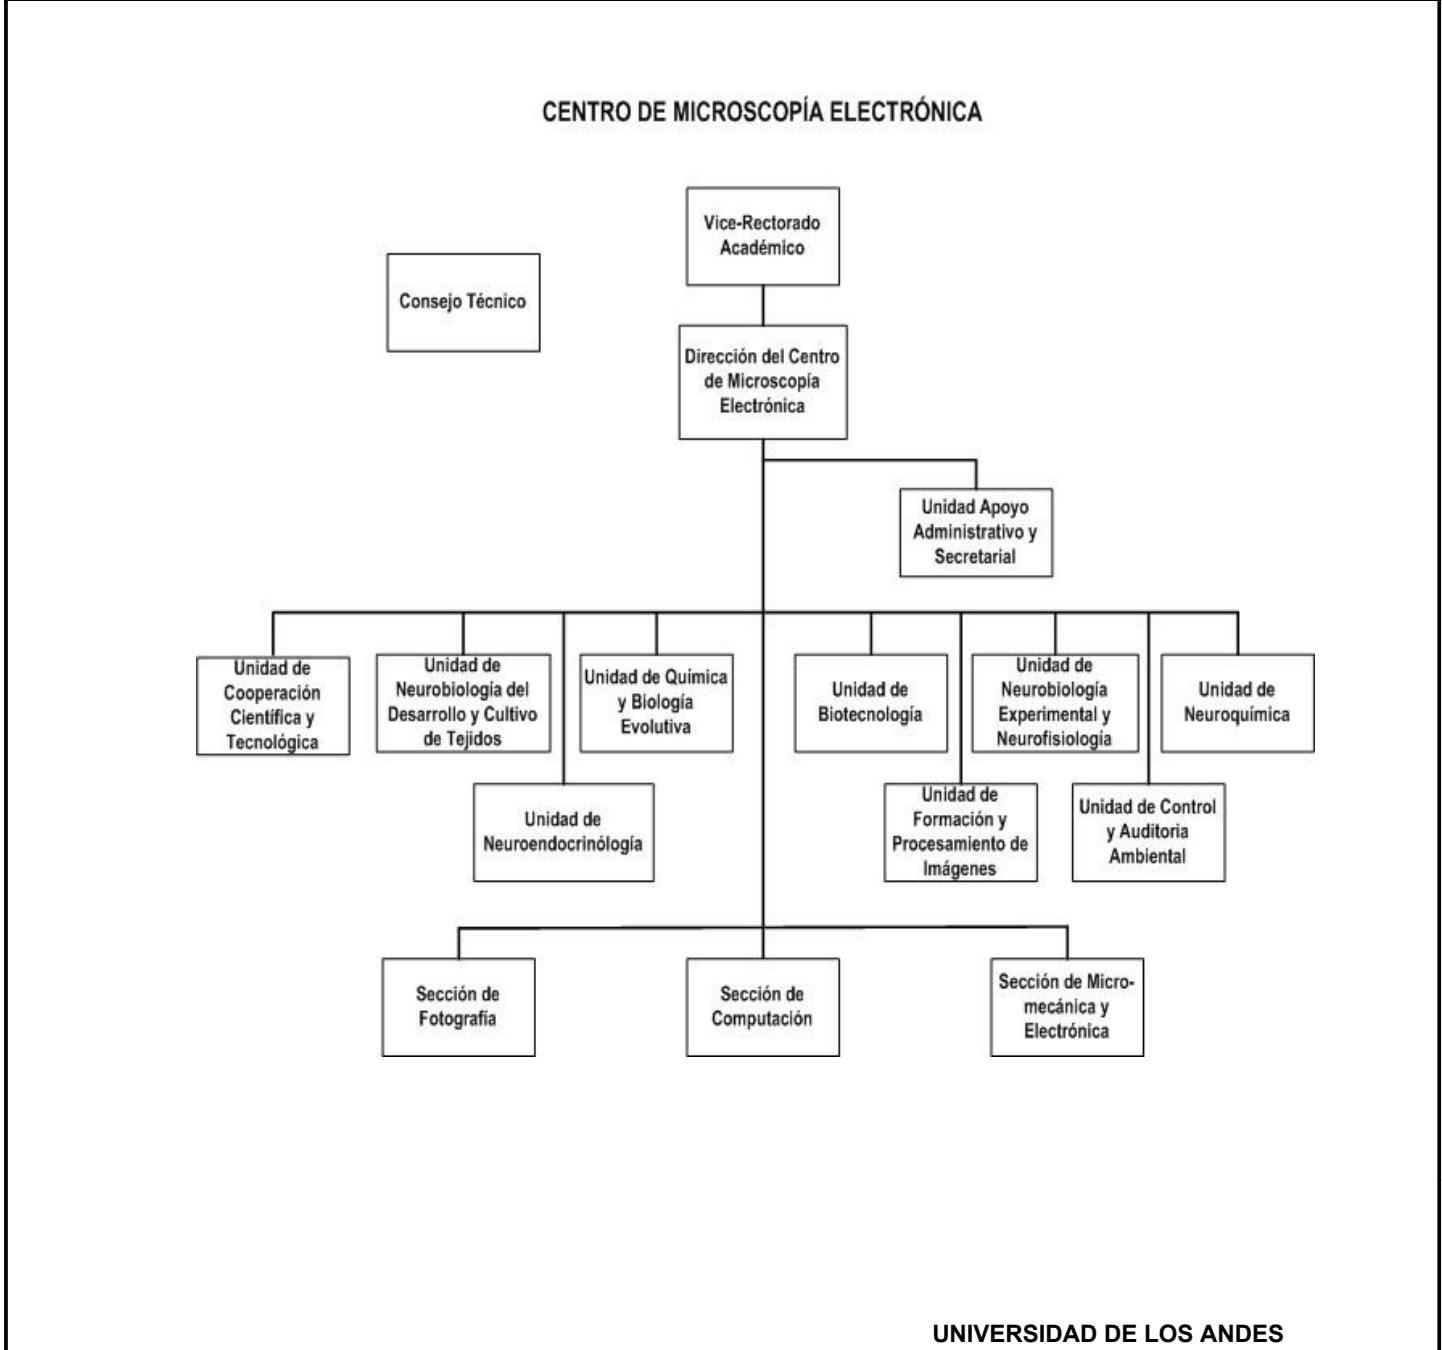 CENTRO DE MICROSCOPÍA ELECTRÓNICA
Vice-Rectorado
Académico
Consejo Técnico
Dirección del Centro
de Microscopía
Electrónica
Unidad Apoyo
Administrativo y
Secretarial
Unidad de
Cooperación
Científica y
Tecnológica
Unidad de
Neurobiología del
Desarrollo y Cultivo
de Tejidos
Unidad de Química
y Biología
Evolutiva
Unidad de
Biotecnología
Unidad de
Neurobiología
Experimental y
Neurofisiología
Unidad de
Neuroquímica
Unidad de
Neuroendocrinólogía
Unidad de
Formación y
Procesamiento de
Imágenes
Unidad de Control
y Auditoria
Ambiental
Sección de
Fotografía
Sección de
Computación
Sección de Micro-
mecánica y
Electrónica
UNIVERSIDAD DE LOS ANDES